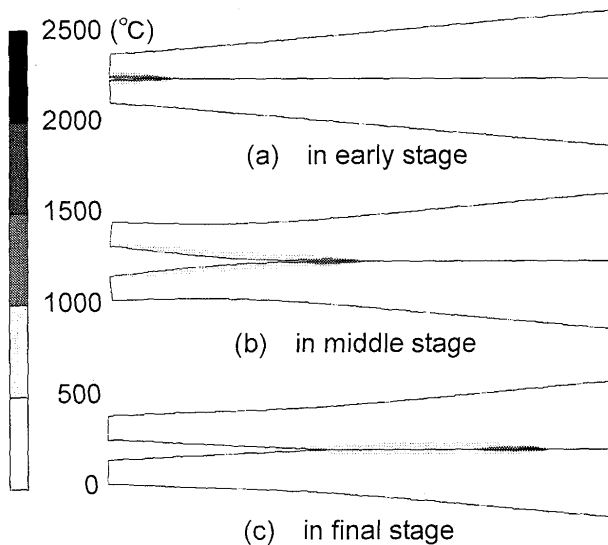 2500 (°C)
2000
(a) in early stage
1500
1000
(b) in middle stage
500
0
(c) in final stage